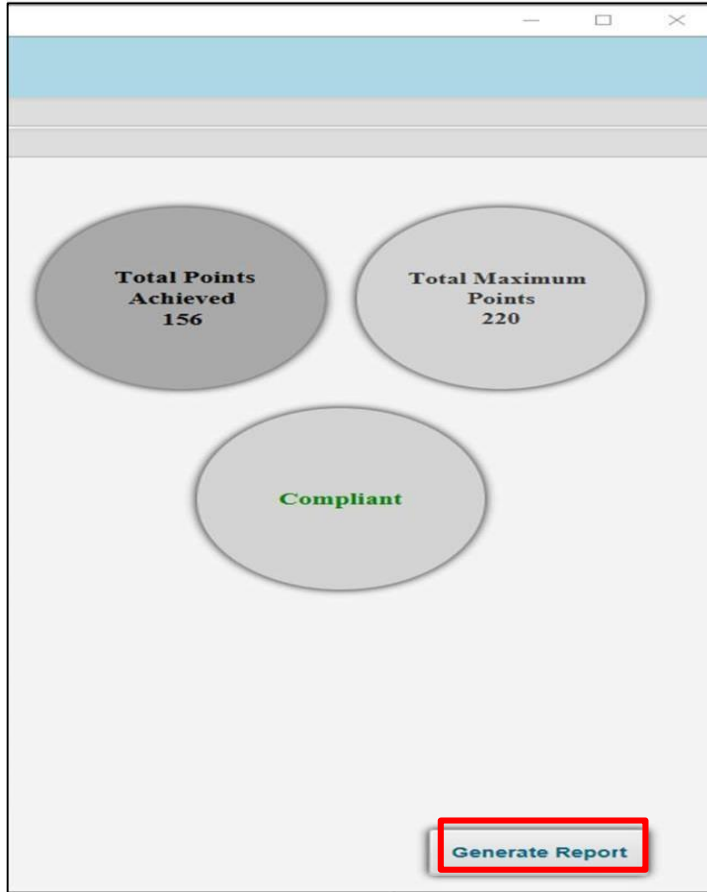 Total Points
Achieved
156
Total Maximum
Points
220
Compliant
Generate Report